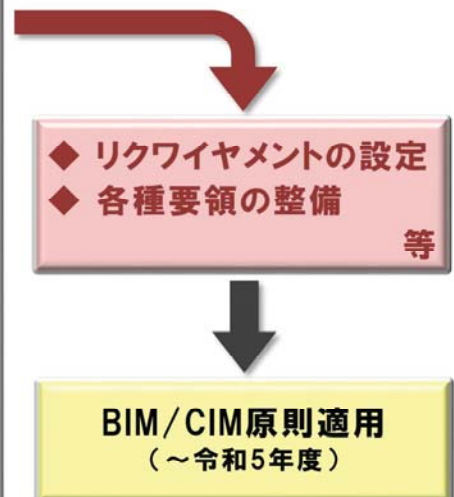 ◆ リクワイヤメントの設定
◆ 各種要領の整備
等
BIM/CIM原則適用
（～令和5年度）